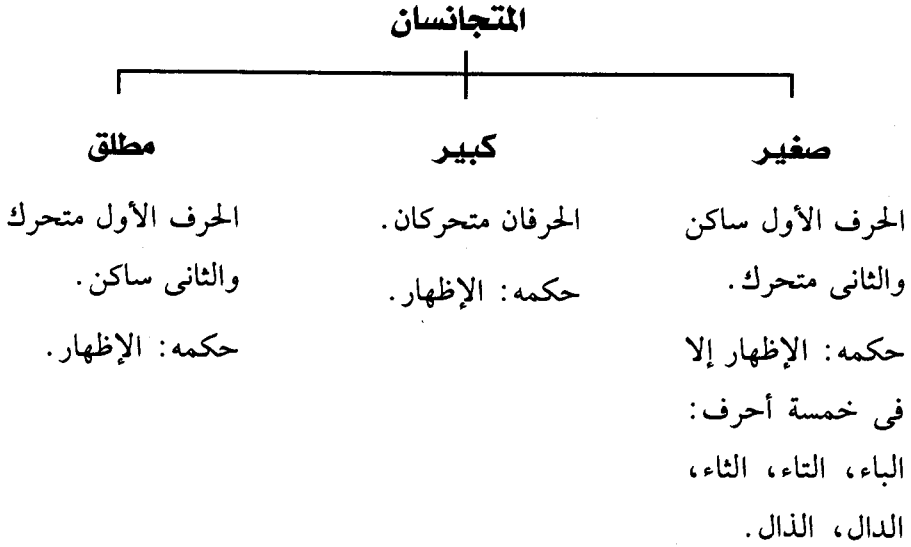 المتجانسان
صغير
الحرف الأول ساكن
والثانى متحرك.
حكمه: الإظهار إلا
فى خمسة أحرف:
الباء، التاء، الثاء،
الدال، الذال.
كبير
الحرفان متحركان.
حكمه: الإظهار.
مطلق
الحرف الأول متحرك
والثانى ساكن.
حكمه: الإظهار.